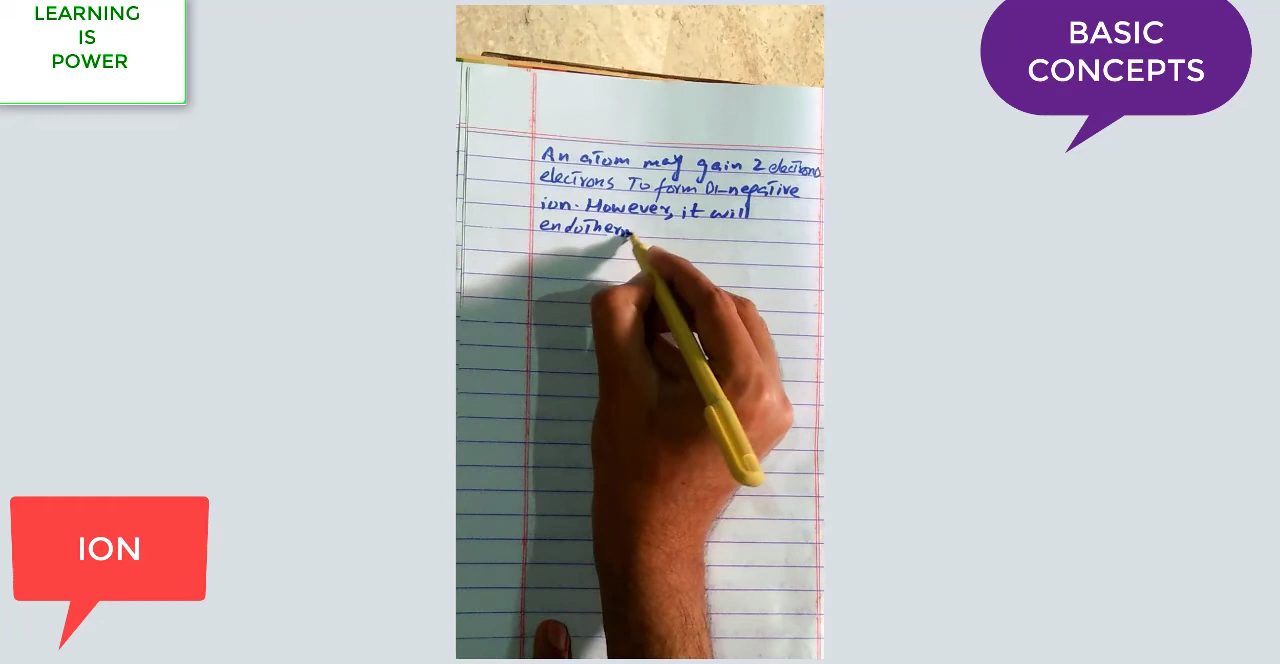 LEARNING
IS
POWER
BASIC
CONCEPTS
An atom may gain 2 electrons
electrons To form Di-negative
ion. However, it will
endotherm
ION